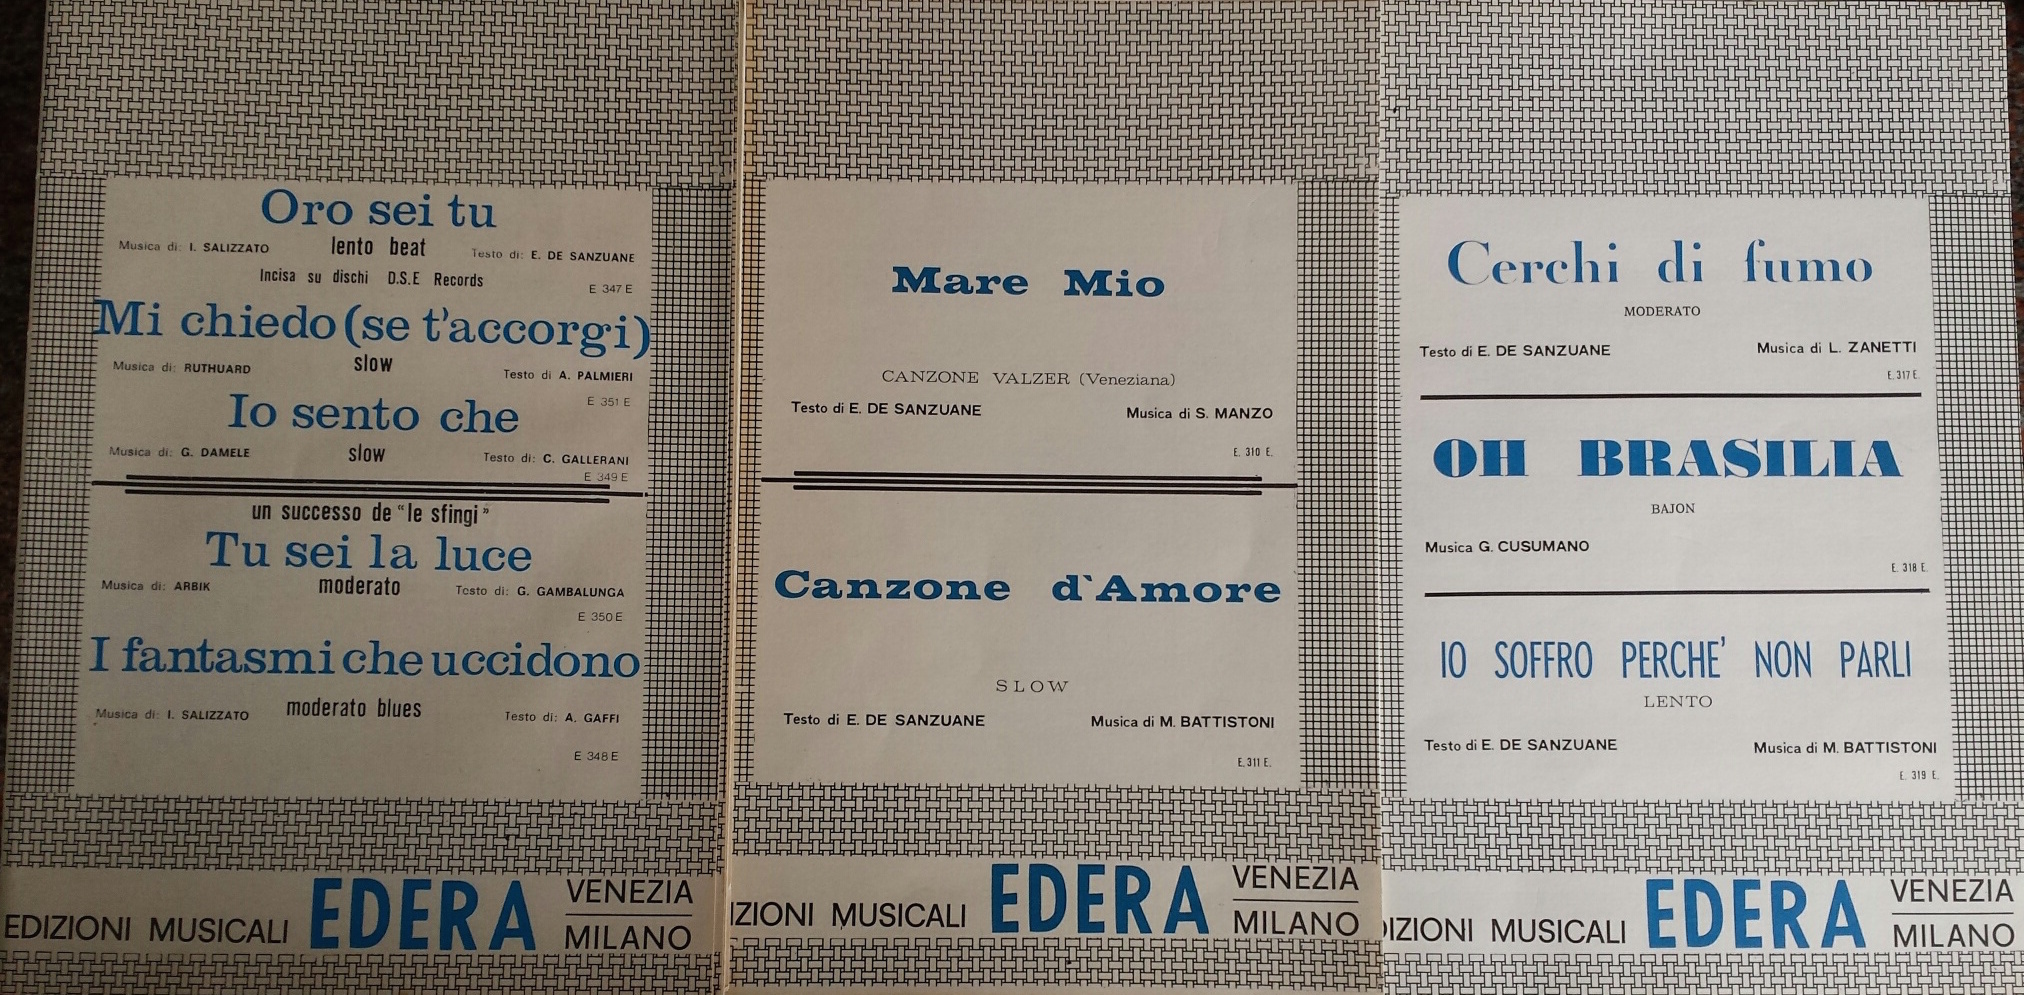 Oro sei tu
Musica di: I. SALIZZATO lento beat Testo di: E. DE SANZUANE
Incisa su dischi D.S.E Records
E 347 E
Mi chiedo (se t'accorgi)
Musica di: RUTHUARD slow Testo di A. PALMIERI
E 351 E
Io sento che
Musica di: G. DAMELE slow Testo di: C. GALLERANI
E 349 E
un successo de "le sfingi"
Tu sei la luce
Musica di: ARBIK moderato Testo di: G. GAMBALUNGA
E 350 E
I fantasmi che uccidono
Musica di: I. SALIZZATO moderato blues Testo di: A. GAFFI
E 348 E
EDIZIONI MUSICALI EDERA VENEZIA
MILANO
Mare Mio
CANZONE VALZER (Veneziana)
Testo di E. DE SANZUANE Musica di S. MANZO
E. 310 E.
Canzone d`Amore
SLOW
Testo di E. DE SANZUANE Musica di M. BATTISTONI
E. 311 E.
IZIONI MUSICALI EDERA VENEZIA
MILANO
Cerchi di fumo
MODERATO
Testo di E. DE SANZUANE Musica di L. ZANETTI
E. 317 E.
OH BRASILIA
BAJON
Musica G. CUSUMANO
E. 318 E.
IO SOFFRO PERCHE' NON PARLI
LENTO
Testo di E. DE SANZUANE Musica di M. BATTISTONI
E. 319 E.
DIZIONI MUSICALI EDERA VENEZIA
MILANO